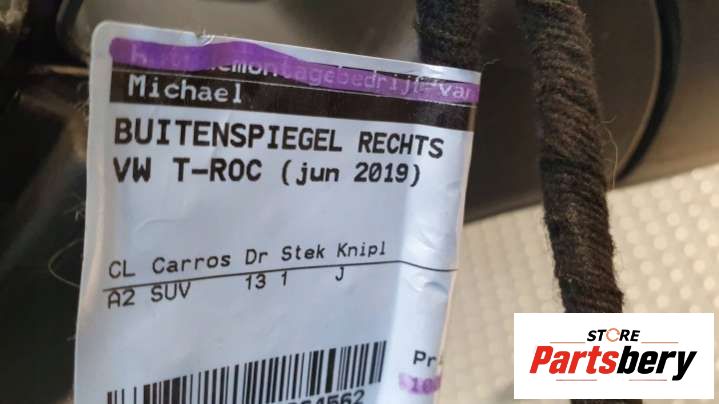 Michael
BUITENSPIEGEL RECHTS
VW T-ROC (jun 2019)
CL Carros Dr Stek Knipl
A2 SUV 13 1 J
STORE
Partsbery